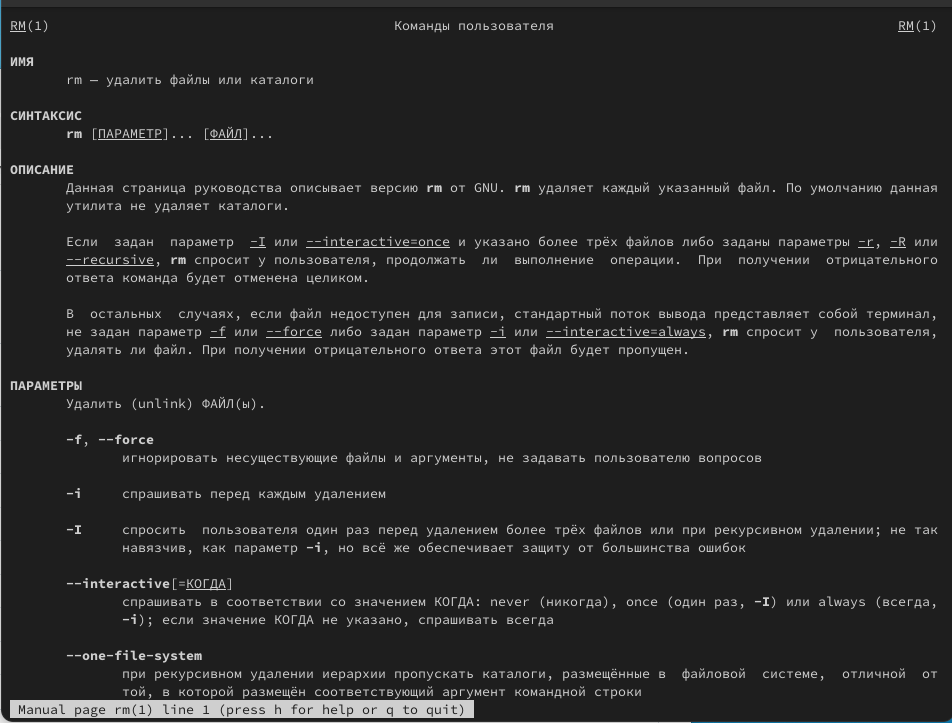 RM(1) Команды пользователя RM(1)
ИМЯ
rm — удалить файлы или каталоги
СИНТАКСИС
rm [ПАРАМЕТР]... [ФАЙЛ]...
ОПИСАНИЕ
Данная страница руководства описывает версию rm от GNU. rm удаляет каждый указанный файл. По умолчанию данная
утилита не удаляет каталоги.
Если задан параметр -I или --interactive=once и указано более трёх файлов либо заданы параметры -r, -R или
--recursive, rm спросит у пользователя, продолжать ли выполнение операции. При получении отрицательного
ответа команда будет отменена целиком.
В остальных случаях, если файл недоступен для записи, стандартный поток вывода представляет собой терминал,
не задан параметр -f или --force либо задан параметр -i или --interactive=always, rm спросит у пользователя,
удалять ли файл. При получении отрицательного ответа этот файл будет пропущен.
ПАРАМЕТРЫ
Удалить (unlink) ФАЙЛ(ы).
-f, --force
игнорировать несуществующие файлы и аргументы, не задавать пользователю вопросов
-i спрашивать перед каждым удалением
-I спросить пользователя один раз перед удалением более трёх файлов или при рекурсивном удалении; не так
навязчив, как параметр -i, но всё же обеспечивает защиту от большинства ошибок
--interactive[=КОГДА]
спрашивать в соответствии со значением КОГДА: never (никогда), once (один раз, -I) или always (всегда,
-i); если значение КОГДА не указано, спрашивать всегда
--one-file-system
при рекурсивном удалении иерархии пропускать каталоги, размещённые в файловой системе, отличной от
той, в которой размещён соответствующий аргумент командной строки
Manual page rm(1) line 1 (press h for help or q to quit)